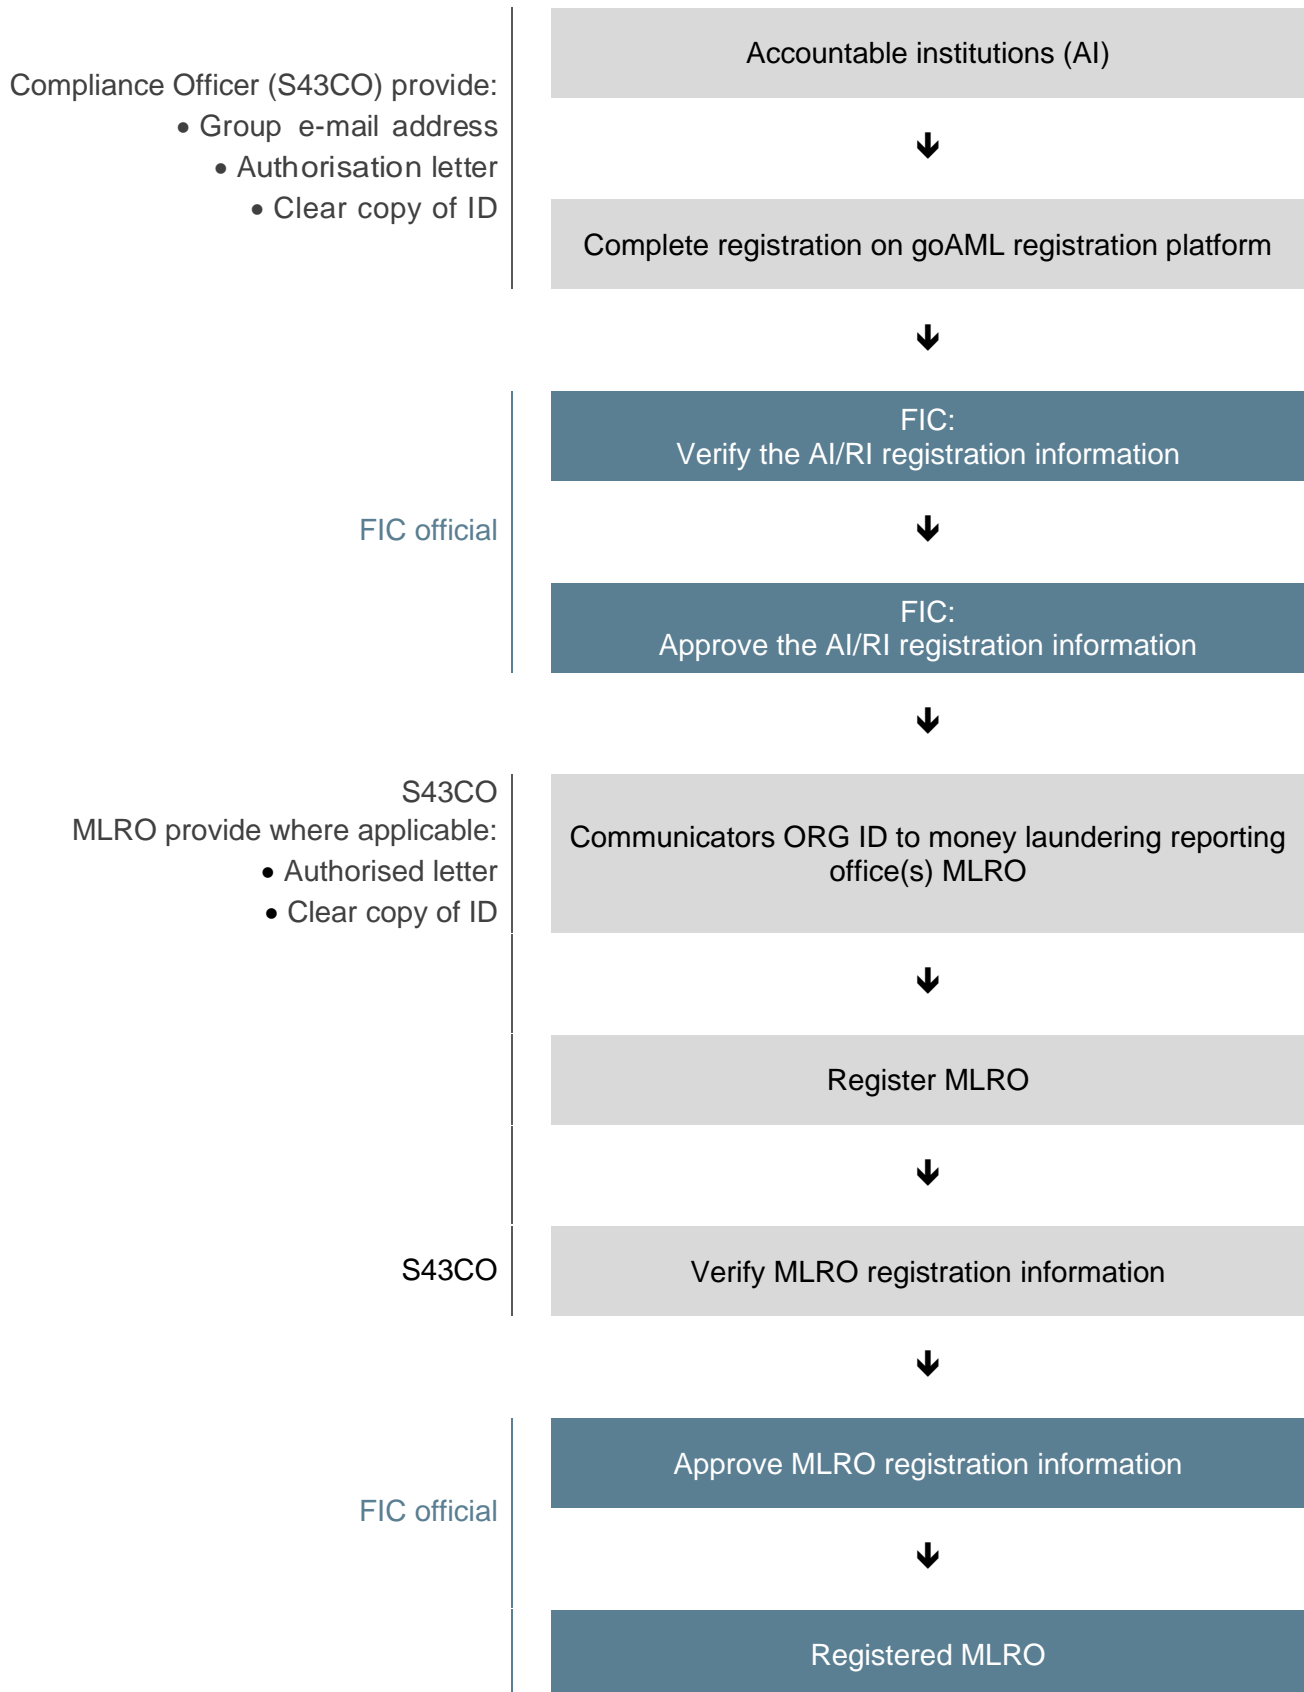 Accountable institutions (AI)
Compliance Officer (S43CO) provide:
• Group e-mail address
• Authorisation letter
• Clear copy of ID
Complete registration on goAML registration platform
FIC:
Verify the AI/RI registration information
FIC official
FIC:
Approve the AI/RI registration information
S43CO
MLRO provide where applicable:
• Authorised letter
• Clear copy of ID
Communicators ORG ID to money laundering reporting
office(s) MLRO
Register MLRO
S43CO
Verify MLRO registration information
Approve MLRO registration information
FIC official
Registered MLRO